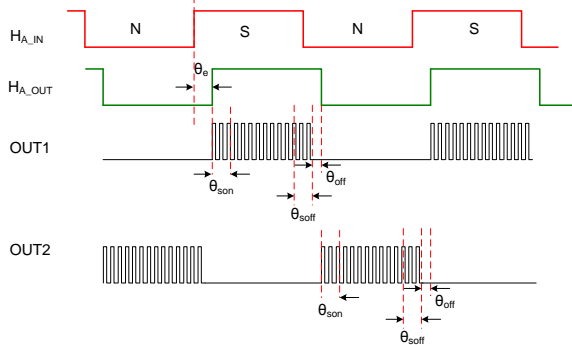 N S N S
H_A_IN
θe
H_A_OUT
OUT1
θson
θoff
θsoff
OUT2
θson
θoff
θsoff